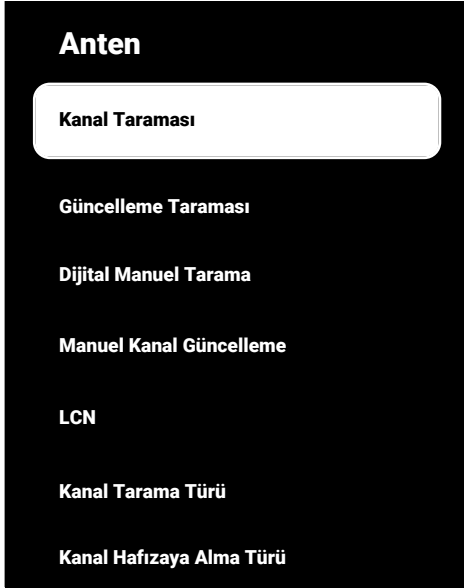 Anten
Kanal Taraması
Güncelleme Taraması
Dijital Manuel Tarama
Manuel Kanal Güncelleme
LCN
Kanal Tarama Türü
Kanal Hafızaya Alma Türü